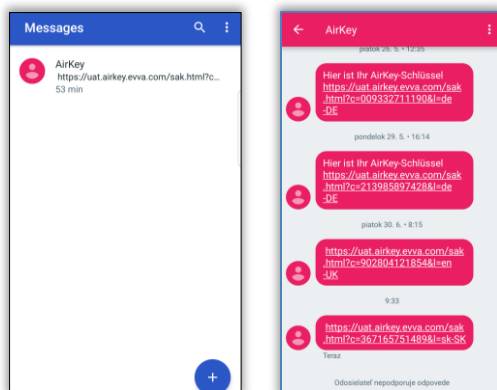 Messages
AirKey
https://uat.airkey.evva.com/sak.html?c...
53 min
AirKey
piatok 26. 5. • 12:35
Hier ist Ihr AirKey-Schlüssel
https://uat.airkey.evva.com/sak
.html?c=009332711190&l=de
-DE
pondelok 29. 5. • 16:14
Hier ist Ihr AirKey-Schlüssel
https://uat.airkey.evva.com/sak
.html?c=213985897428&l=de
-DE
piatok 30. 6. • 8:15
https://uat.airkey.evva.com/sak
.html?c=902804121854&l=en
-UK
9:33
https://uat.airkey.evva.com/sak
.html?c=367165751489&l=sk-SK
Teraz
Odosielateľ nepodporuje odpovede